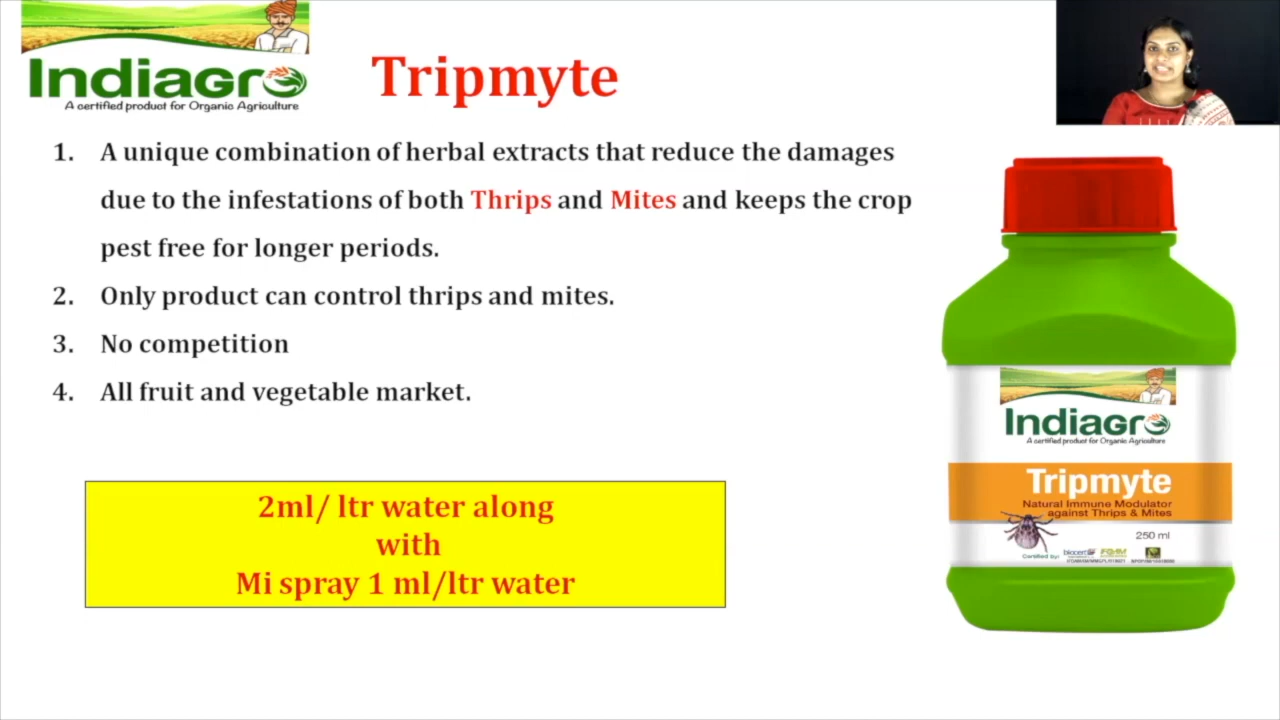 Indiagro
A certified product for Organic Agriculture
Tripmyte
1. A unique combination of herbal extracts that reduce the damages
due to the infestations of both Thrips and Mites and keeps the crop
pest free for longer periods.
2. Only product can control thrips and mites.
3. No competition
4. All fruit and vegetable market.
2ml/ ltr water along
with
Mi spray 1 ml/ltr water
Indiagro
A certified product for Organic Agriculture
Tripmyte
Natural Immune Modulator
against Thrips & Mites
250 ml
Certified By:
biocert